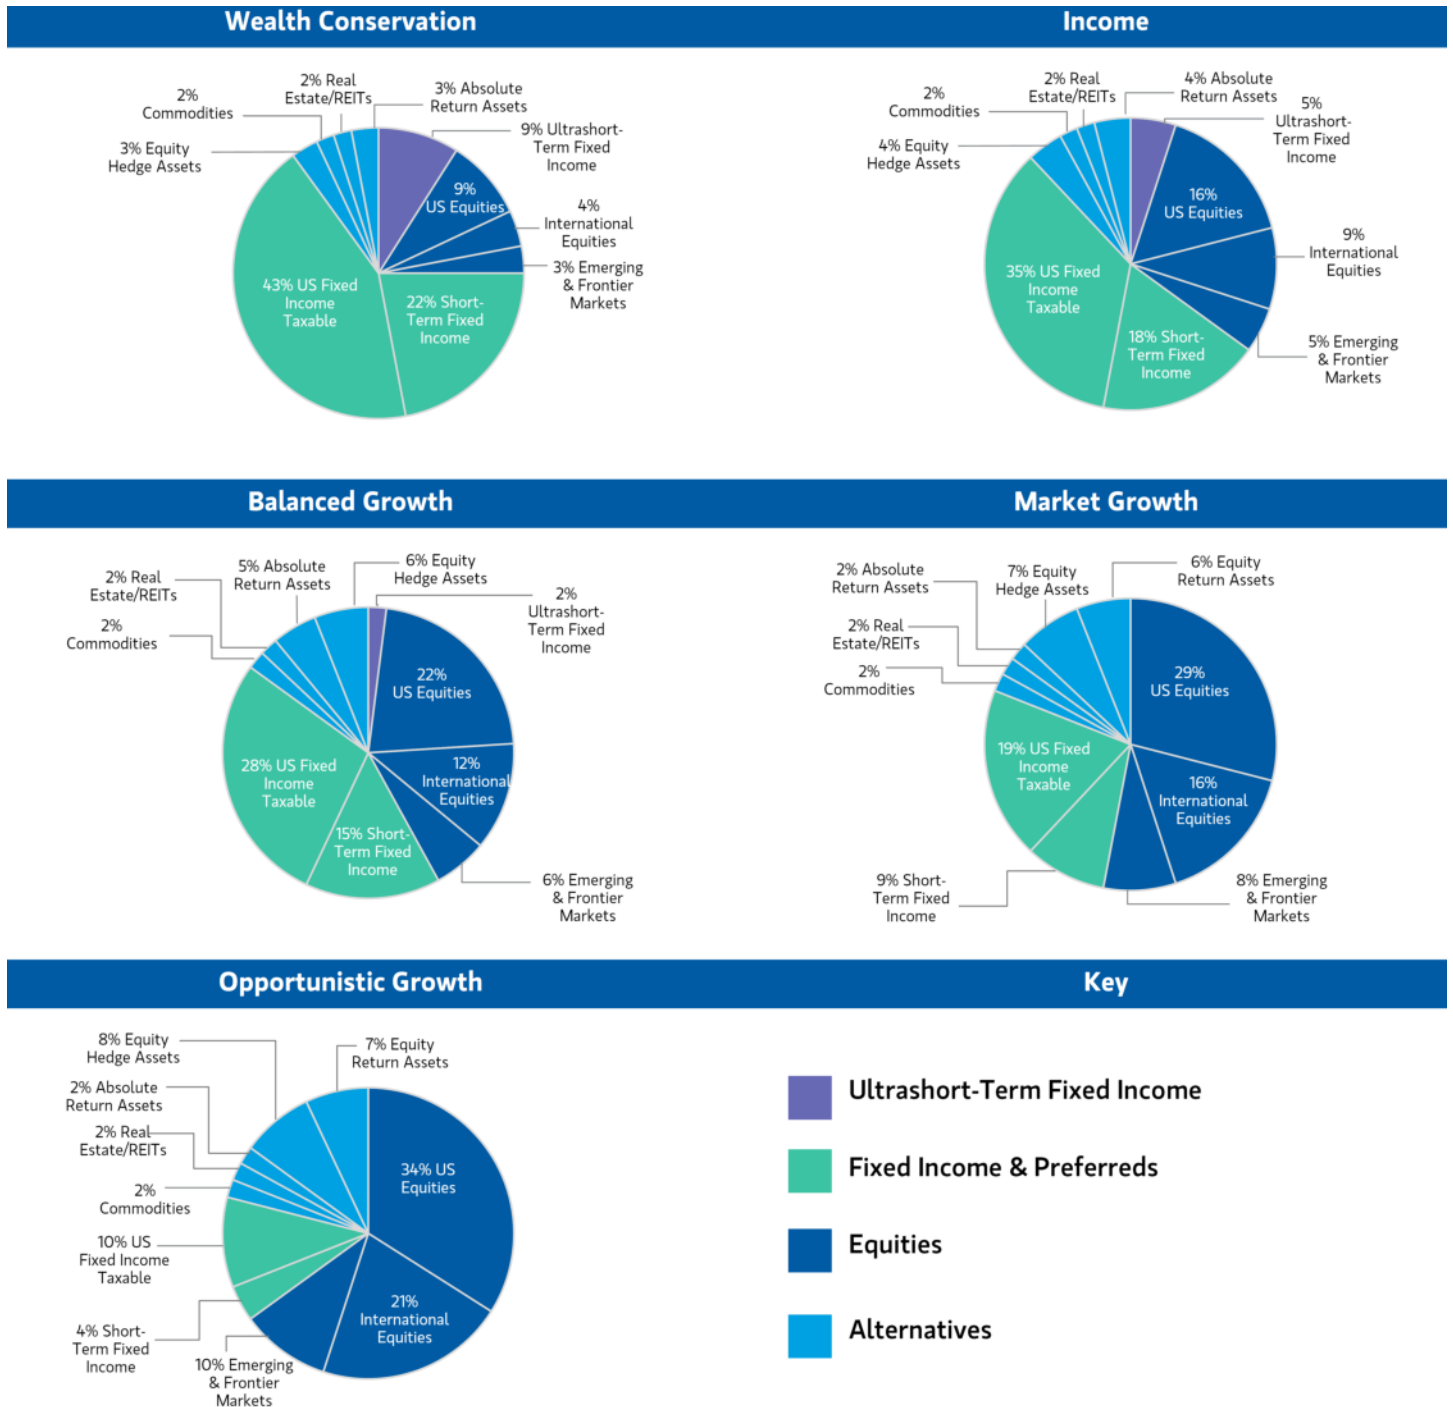 Wealth Conservation
2% Real
Estate/REITs
3% Absolute
Return Assets
2%
Commodities
9% Ultrashort-
Term Fixed
Income
3% Equity
Hedge Assets
9%
US Equities
4%
International
Equities
3% Emerging
& Frontier
Markets
43% US Fixed
Income
Taxable
22% Short-
Term Fixed
Income
Income
2% Real
Estate/REITs
4% Absolute
Return Assets
2%
Commodities
5%
Ultrashort-
Term Fixed
Income
4% Equity
Hedge Assets
16%
US Equities
9%
International
Equities
35% US Fixed
Income
Taxable
18% Short-
Term Fixed
Income
5% Emerging
& Frontier
Markets
Balanced Growth
5% Absolute
Return Assets
6% Equity
Hedge Assets
2% Real
Estate/REITs
2%
Ultrashort-
Term Fixed
Income
2%
Commodities
22%
US Equities
12%
International
Equities
28% US Fixed
Income
Taxable
15% Short-
Term Fixed
Income
6% Emerging
& Frontier
Markets
Market Growth
2% Absolute
Return Assets
7% Equity
Hedge Assets
6% Equity
Return Assets
2% Real
Estate/REITs
2%
Commodities
29%
US Equities
19% US Fixed
Income
Taxable
16%
International
Equities
9% Short-
Term Fixed
Income
8% Emerging
& Frontier
Markets
Opportunistic Growth
8% Equity
Hedge Assets
7% Equity
Return Assets
2% Absolute
Return Assets
2% Real
Estate/REITs
34% US
Equities
2%
Commodities
10% US
Fixed Income
Taxable
21%
International
Equities
4% Short-
Term Fixed
Income
10% Emerging
& Frontier
Markets
Key
Ultrashort-Term Fixed Income
Fixed Income & Preferreds
Equities
Alternatives